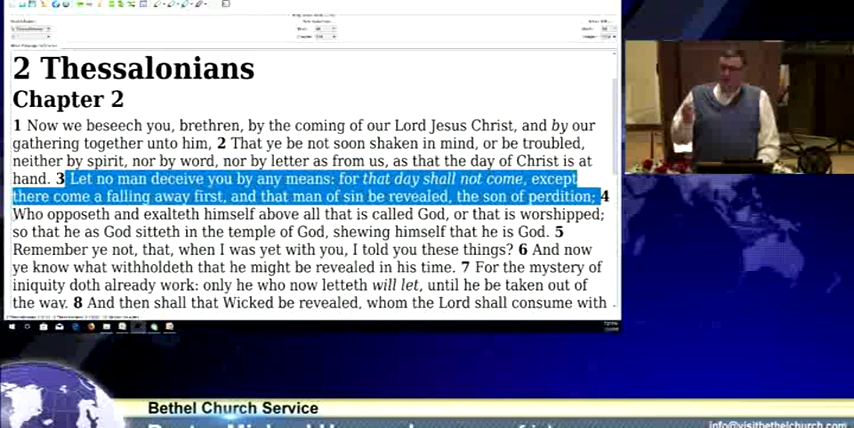 2 Thessalonians
Chapter 2
1 Now we beseech you, brethren, by the coming of our Lord Jesus Christ, and by our
gathering together unto him, 2 That ye be not soon shaken in mind, or be troubled,
neither by spirit, nor by word, nor by letter as from us, as that the day of Christ is at
hand. 3 Let no man deceive you by any means: for that day shall not come, except
there come a falling away first, and that man of sin be revealed, the son of perdition; 4
Who opposeth and exalteth himself above all that is called God, or that is worshipped;
so that he as God sitteth in the temple of God, shewing himself that he is God. 5
Remember ye not, that, when I was yet with you, I told you these things? 6 And now
ye know what withholdeth that he might be revealed in his time. 7 For the mystery of
iniquity doth already work: only he who now letteth will let, until he be taken out of
the way. 8 And then shall that Wicked be revealed, whom the Lord shall consume with
Bethel Church Service
info@visitbethelchurch.com